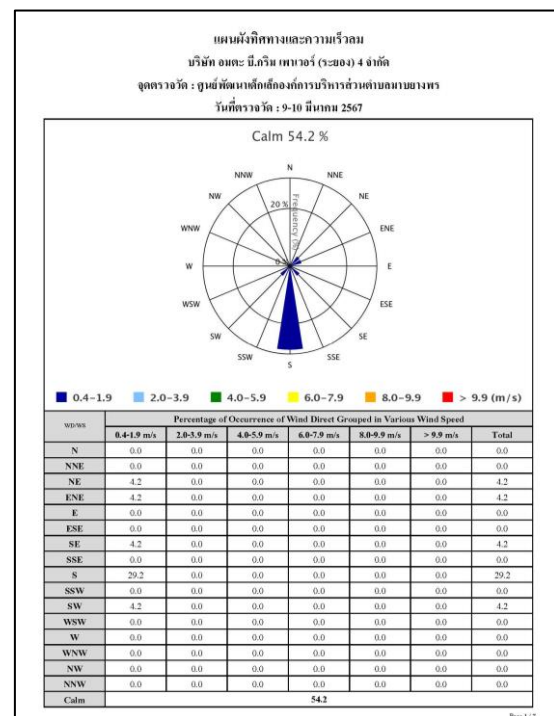 แผนผังทิศทางและความเร็วลม
บริษัท อมตะ บี.กริม เพาเวอร์ (ระยอง) 4 จำกัด
จุดตรวจวัด : ศูนย์พัฒนาเด็กเล็กองค์การบริหารส่วนตำบลมาบยางพร
วันที่ตรวจวัด : 9-10 มีนาคม 2567
Calm 54.2 %
N
NNW NNE
NW NE
20 %
Frequency (%)
WNW ENE
0 %
W E
WSW ESE
SW SE
SSW SSE
S
0.4-1.9 2.0-3.9 4.0-5.9 6.0-7.9 8.0-9.9 > 9.9 (m/s)
WD/WS Percentage of Occurrence of Wind Direct Grouped in Various Wind Speed
0.4-1.9 m/s 2.0-3.9 m/s 4.0-5.9 m/s 6.0-7.9 m/s 8.0-9.9 m/s > 9.9 m/s Total
N 0.0 0.0 0.0 0.0 0.0 0.0 0.0
NNE 0.0 0.0 0.0 0.0 0.0 0.0 0.0
NE 4.2 0.0 0.0 0.0 0.0 0.0 4.2
ENE 4.2 0.0 0.0 0.0 0.0 0.0 4.2
E 0.0 0.0 0.0 0.0 0.0 0.0 0.0
ESE 0.0 0.0 0.0 0.0 0.0 0.0 0.0
SE 4.2 0.0 0.0 0.0 0.0 0.0 4.2
SSE 0.0 0.0 0.0 0.0 0.0 0.0 0.0
S 29.2 0.0 0.0 0.0 0.0 0.0 29.2
SSW 0.0 0.0 0.0 0.0 0.0 0.0 0.0
SW 4.2 0.0 0.0 0.0 0.0 0.0 4.2
WSW 0.0 0.0 0.0 0.0 0.0 0.0 0.0
W 0.0 0.0 0.0 0.0 0.0 0.0 0.0
WNW 0.0 0.0 0.0 0.0 0.0 0.0 0.0
NW 0.0 0.0 0.0 0.0 0.0 0.0 0.0
NNW 0.0 0.0 0.0 0.0 0.0 0.0 0.0
Calm 54.2